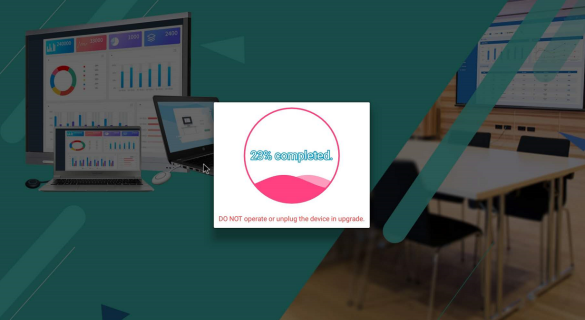 23% completed.
DO NOT operate or unplug the device in upgrade.